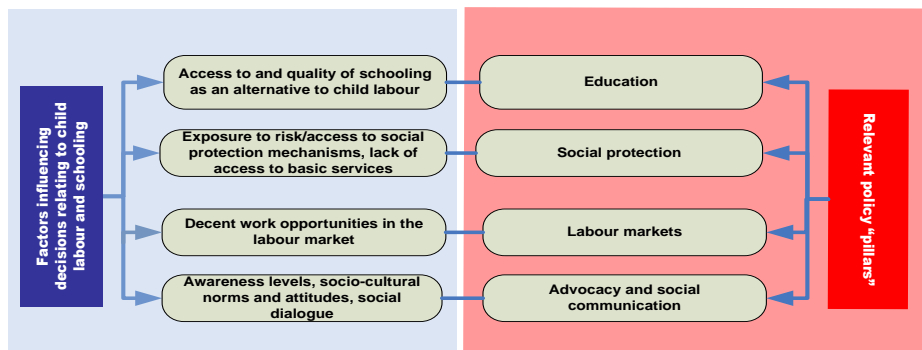 Factors influencing
decisions relating to child
labour and schooling
Access to and quality of schooling
as an alternative to child labour
Education
Exposure to risk/access to social
protection mechanisms, lack of
access to basic services
Social protection
Decent work opportunities in the
labour market
Labour markets
Awareness levels, socio-cultural
norms and attitudes, social
dialogue
Advocacy and social
communication
Relevant policy “pillars”